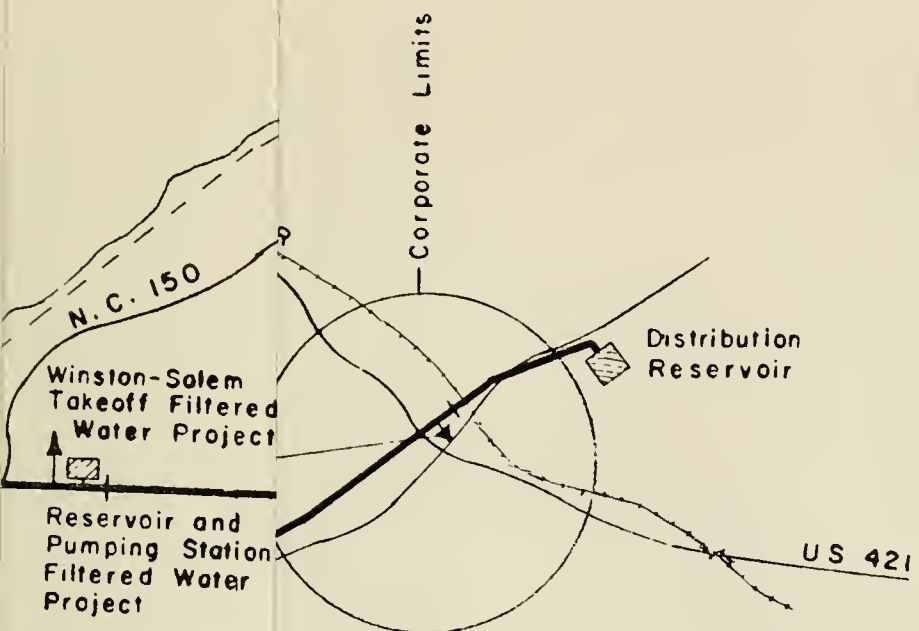 Corporate Limits
N.C. 150
Winston-Salem
Takeoff Filtered
Water Project
Distribution
Reservoir
Reservoir and
Pumping Station
Filtered Water
Project
US 421